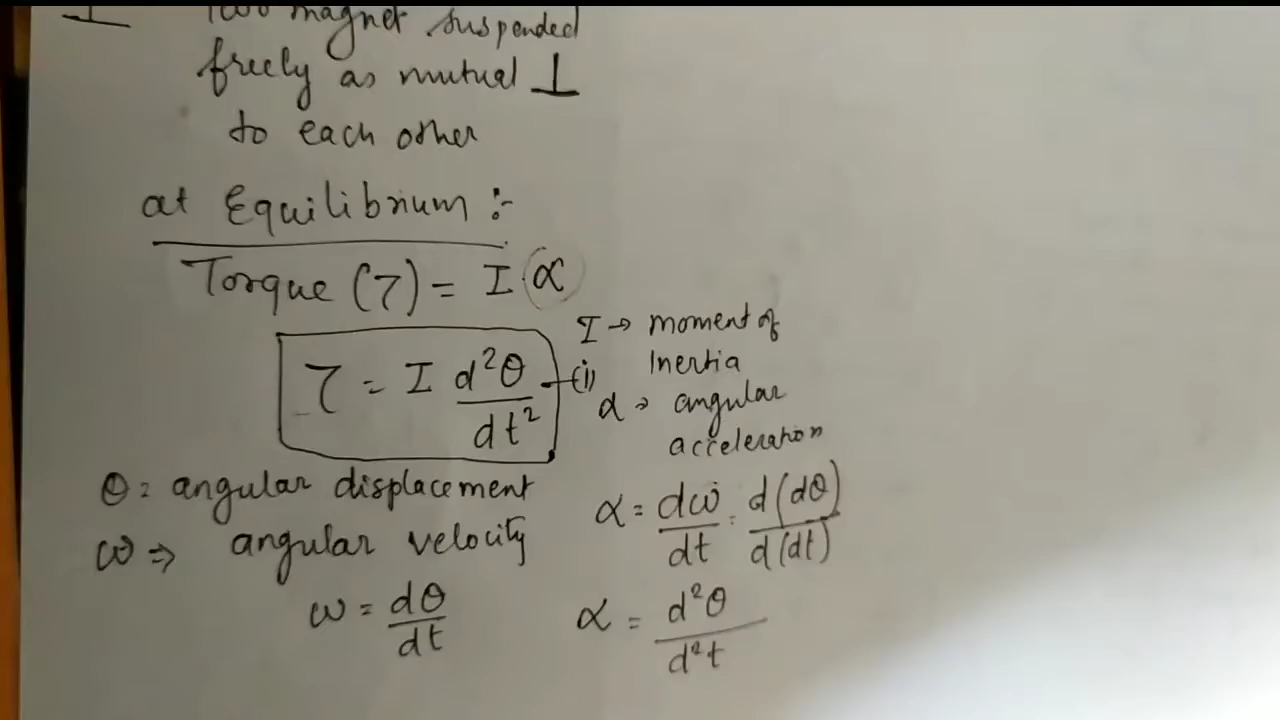 ⊥ Two magnet suspended
freely as mutual ⊥
to each other
at Equilibrium :-
Torque (τ) = I α
τ = I d²θ/dt² —(i)
I → moment of
Inertia
α → angular
acceleration
θ = angular displacement
ω ⇒ angular velocity
ω = dθ/dt
α = dω/dt = d(dθ)/d(dt)
α = d²θ/d²t